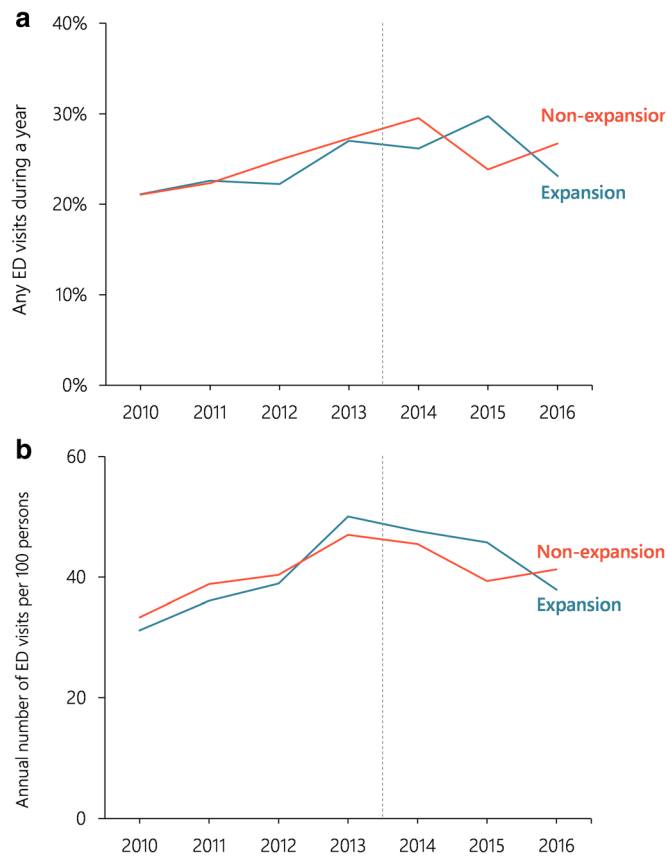 a
Any ED visits during a year
40%
30%
20%
10%
0%
Non-expansion
Expansion
2010 2011 2012 2013 2014 2015 2016
b
Annual number of ED visits per 100 persons
60
40
20
0
Non-expansion
Expansion
2010 2011 2012 2013 2014 2015 2016